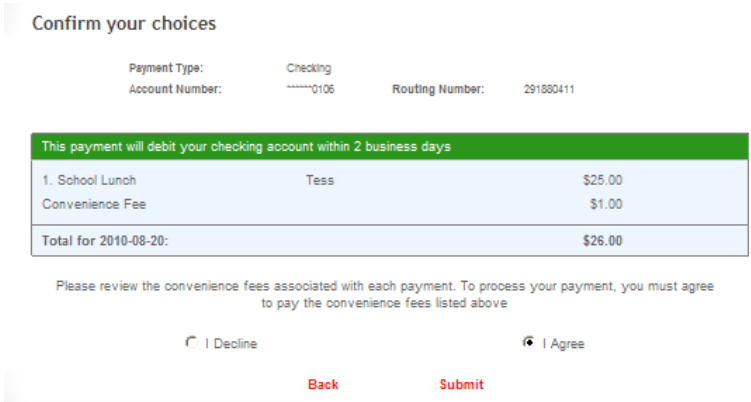 Confirm your choices
Payment Type: Checking
Account Number: ******0106 Routing Number: 291880411
This payment will debit your checking account within 2 business days
1. School Lunch Tess $25.00
Convenience Fee $1.00
Total for 2010-08-20: $26.00
Please review the convenience fees associated with each payment. To process your payment, you must agree
to pay the convenience fees listed above
I Decline I Agree
Back Submit